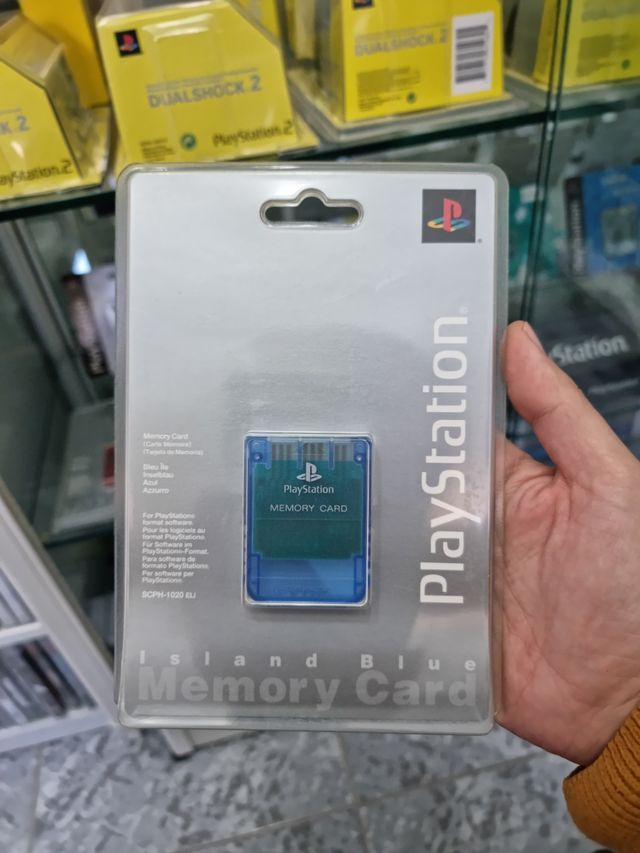 DUALSHOCK 2
PlayStation 2
DUALSHOCK 2
PlayStation 2
PlayStation
Memory Card
(Carte Mémoire)
(Tarjeta de Memoria)
Bleu Île
Inselblau
Azul
Azzurro
For PlayStation
format software.
Pour les logiciels au
format PlayStation.
Für Software im
PlayStation-Format.
Para software de
formato PlayStation.
Per software per
PlayStation.
SCPH-1020 ELI
PlayStation
MEMORY CARD
PlayStation
Island Blue
Memory Card